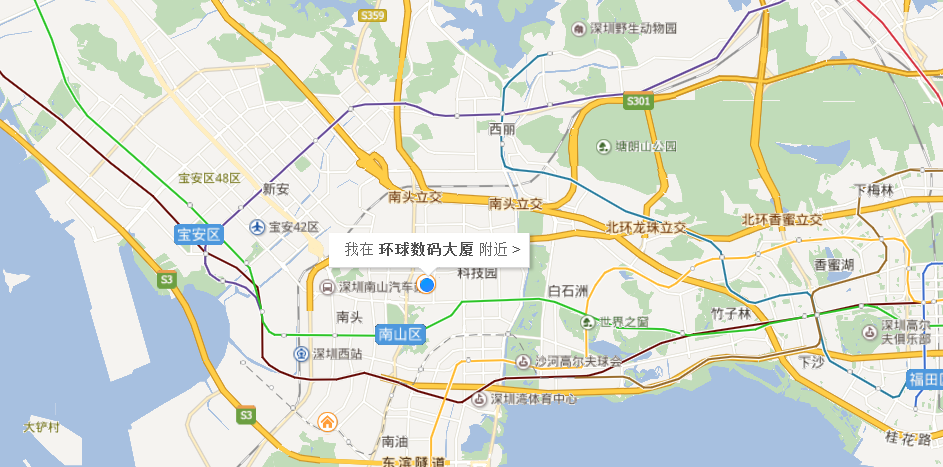 S359
深圳野生动物园
S301
西丽
塘朗山公园
宝安区48区
新安
下梅林
南头立交
南头立交
宝安区
宝安42区
北环龙珠立交
北环香蜜立交
我在 环球数码大厦 附近 >
香蜜湖
S3
科技园
深圳南山汽车
白石洲
南头
南山区
世界之窗
竹子林
深圳高尔
夫俱乐部
深圳西站
沙河高尔夫球会
下沙
福田区
S3
深圳湾体育中心
大铲村
南油
桂花路
东滨隧道